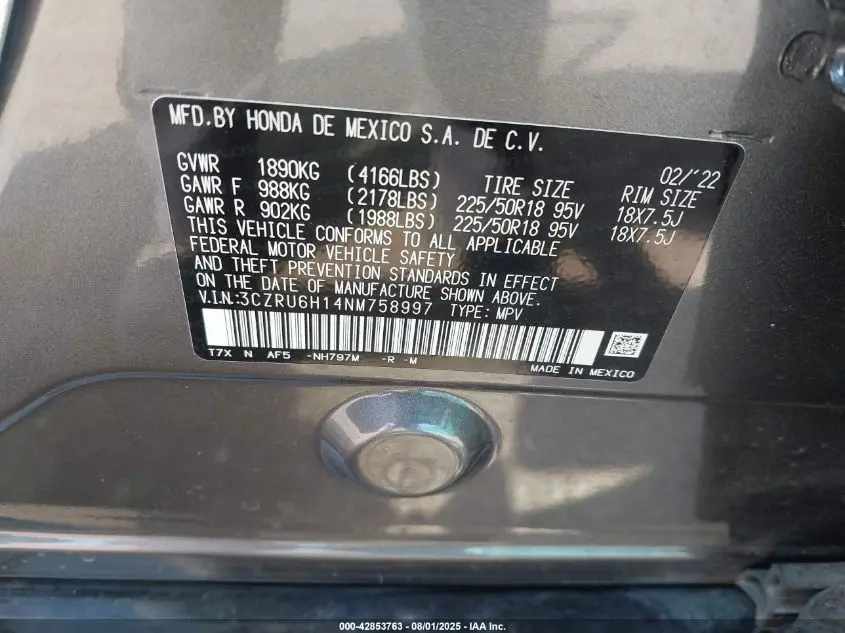 MFD.BY HONDA DE MEXICO S.A. DE C.V.
02/'22
GVWR 1890KG (4166LBS) TIRE SIZE RIM SIZE
GAWR F 988KG (2178LBS) 225/50R18 95V 18X7.5J
GAWR R 902KG (1988LBS) 225/50R18 95V 18X7.5J
THIS VEHICLE CONFORMS TO ALL APPLICABLE
FEDERAL MOTOR VEHICLE SAFETY
AND THEFT PREVENTION STANDARDS IN EFFECT
ON THE DATE OF MANUFACTURE SHOWN ABOVE.
V.I.N.:3CZRU6H14NM758997 TYPE: MPV
T7X N AF5 -NH797M -R -M
MADE IN MEXICO
000-42853763 - 08/01/2025 - IAA Inc.